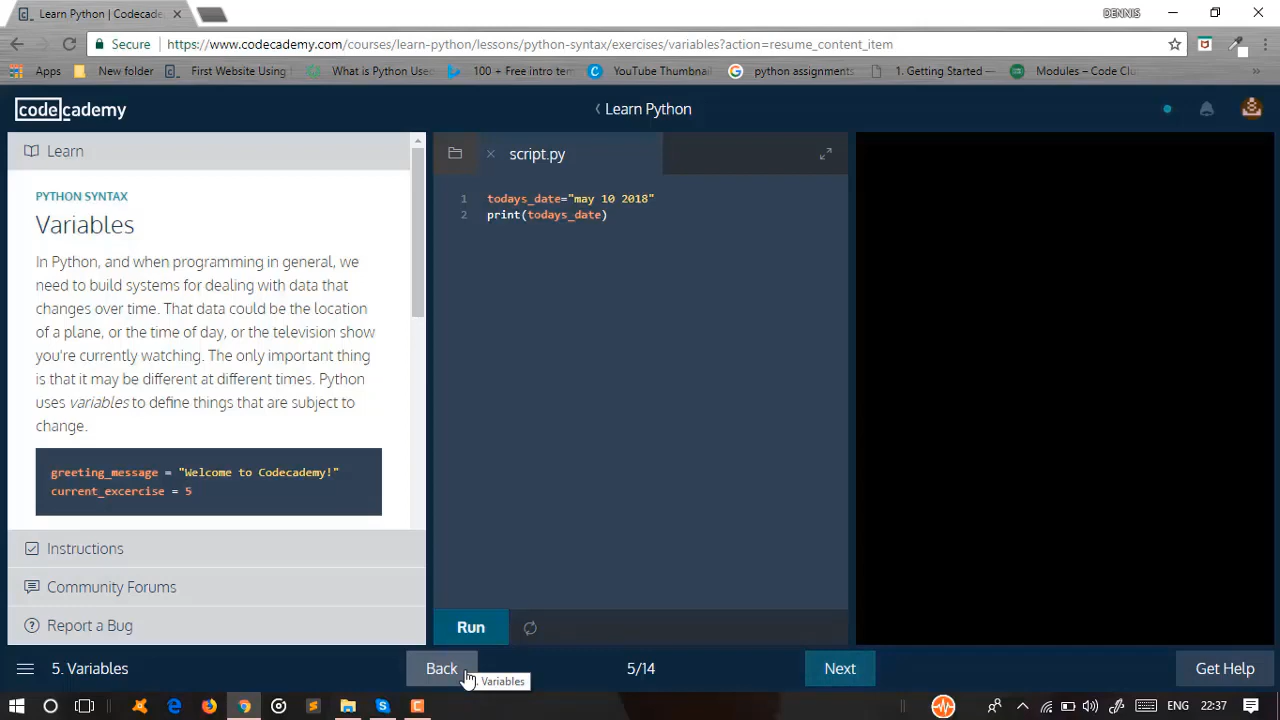 Learn Python | Codecade
DENNIS
Secure
https://www.codecademy.com/courses/learn-python/lessons/python-syntax/exercises/variables?action=resume_content_item
Apps New folder First Website Using What is Python Use 100 + Free intro ter YouTube Thumbnai python assignments 1. Getting Started — Modules – Code Clu »
codecademy
Learn Python
Learn
PYTHON SYNTAX
Variables
In Python, and when programming in general, we
need to build systems for dealing with data that
changes over time. That data could be the location
of a plane, or the time of day, or the television show
you're currently watching. The only important thing
is that it may be different at different times. Python
uses variables to define things that are subject to
change.
greeting_message = "Welcome to Codecademy!"
current_excercise = 5
Instructions
Community Forums
Report a Bug
script.py
1 todays_date="may 10 2018"
2 print(todays_date)
Run
5. Variables
Back
. Variables
5/14
Next
Get Help
ENG 22:37